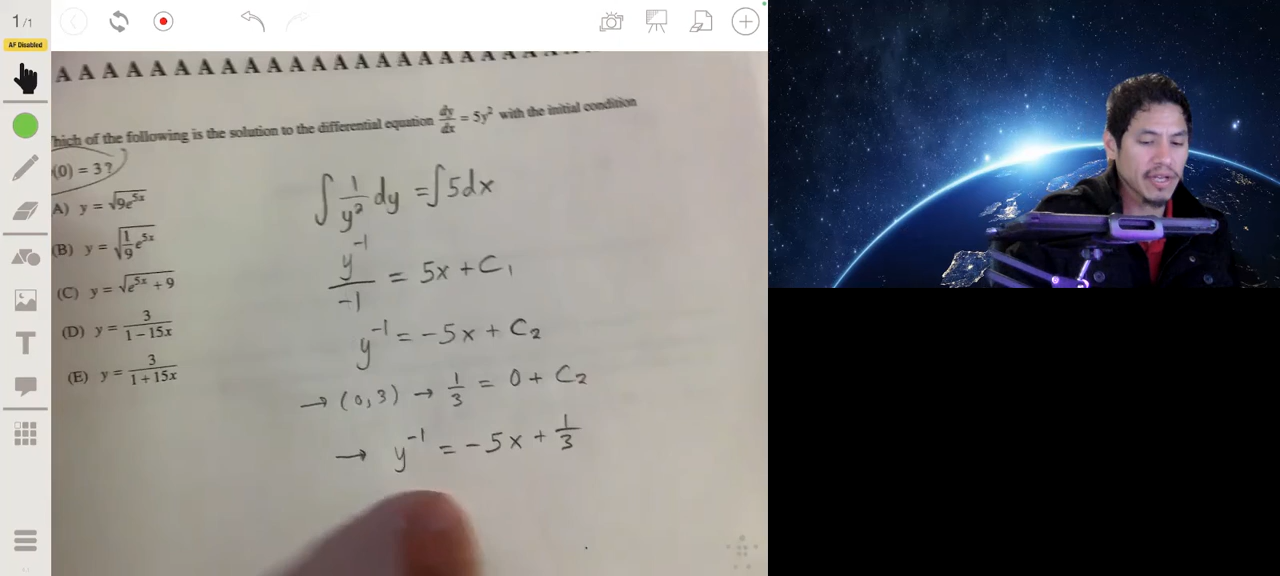 1/1
AF Disabled
T
A A A A A A A A A A A A A A A A A A A A A A A
hich of the following is the solution to the differential equation dy/dx = 5y² with the initial condition
(0) = 3?
A) y = √9e^5x
(B) y = √1/9 e^5x
(C) y = √e^5x + 9
(D) y = 3/1 − 15x
(E) y = 3/1 + 15x
∫ 1/y² dy = ∫ 5dx
y^-1/-1 = 5x + C₁
y^-1 = -5x + C₂
→ (0,3) → 1/3 = 0 + C₂
→ y^-1 = -5x + 1/3